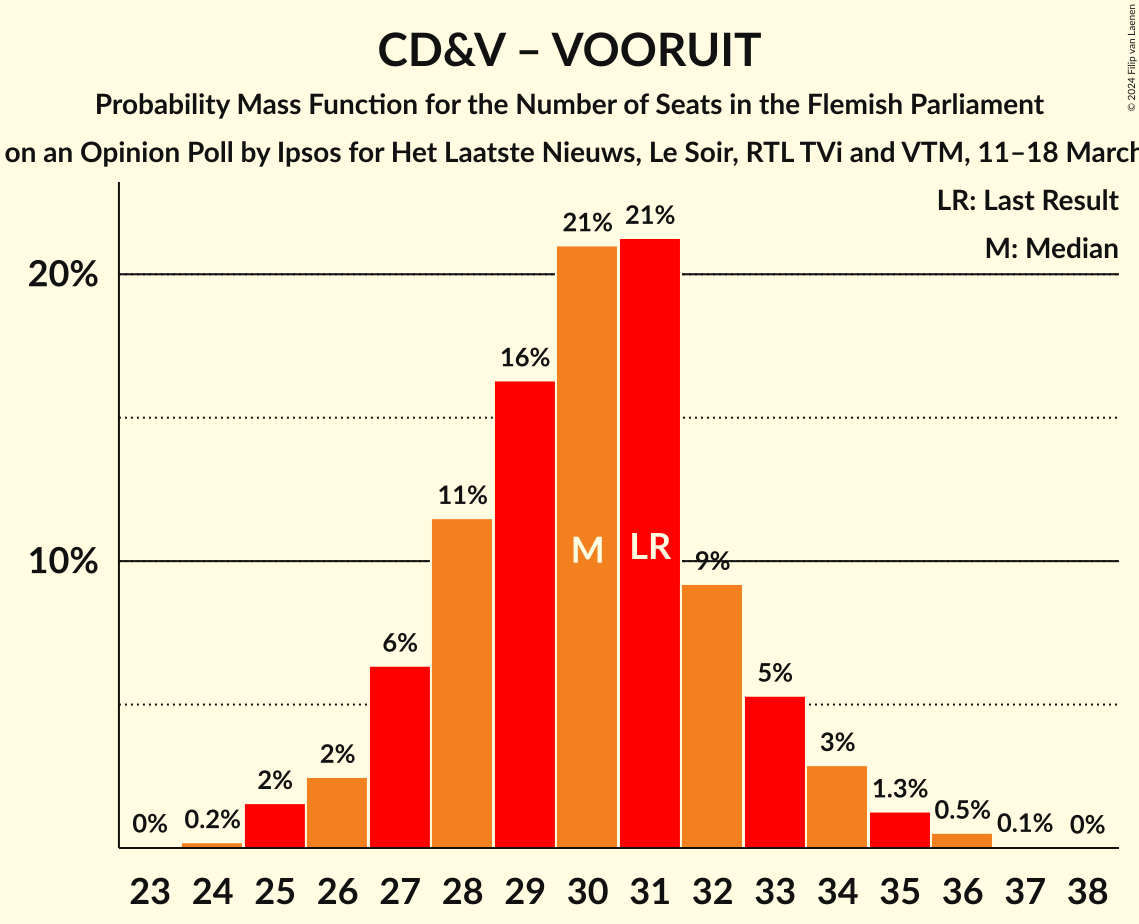 CD&V – VOORUIT
Probability Mass Function for the Number of Seats in the Flemish Parliament
on an Opinion Poll by Ipsos for Het Laatste Nieuws, Le Soir, RTL TVi and VTM, 11–18 March
© 2024 Filip van Laenen
LR: Last Result
M: Median
20%
10%
0%
0.2%
2%
2%
6%
11%
16%
21%
21%
9%
5%
3%
1.3%
0.5%
0.1%
0%
M
LR
23 24 25 26 27 28 29 30 31 32 33 34 35 36 37 38